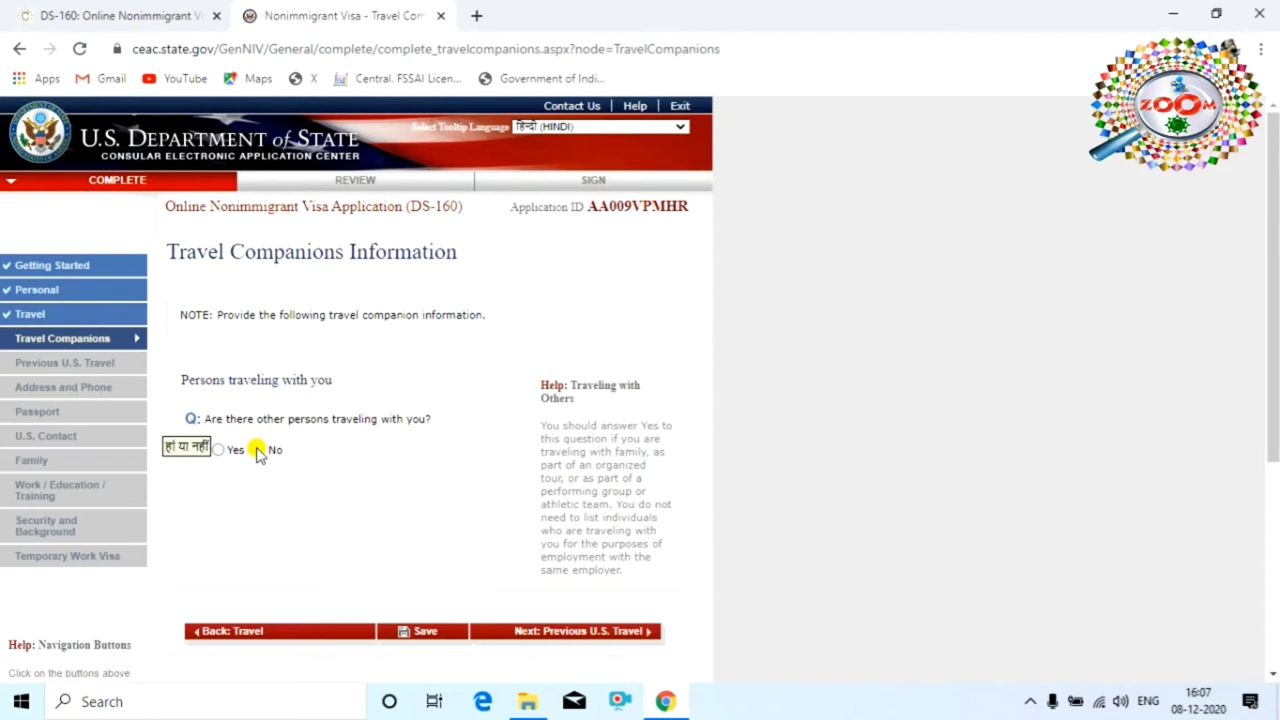 DS-160: Online Nonimmigrant V
Nonimmigrant Visa - Travel Com
ceac.state.gov/GenNIV/General/complete/complete_travelcompanions.aspx?node=TravelCompanions
Apps Gmail YouTube Maps X Central. FSSAI Licen... Government of Indi...
ZOOM
Contact Us | Help | Exit
Select Tooltip Language हिन्दी (HINDI)
U.S. DEPARTMENT of STATE
CONSULAR ELECTRONIC APPLICATION CENTER
COMPLETE REVIEW SIGN
Online Nonimmigrant Visa Application (DS-160) Application ID AA009VPMHR
Travel Companions Information
Getting Started
Personal
Travel
Travel Companions
Previous U.S. Travel
Address and Phone
Passport
U.S. Contact
Family
Work / Education /
Training
Security and
Background
Temporary Work Visa
Help: Navigation Buttons
Click on the buttons above
NOTE: Provide the following travel companion information.
Persons traveling with you
Q: Are there other persons traveling with you?
हां या नहीं Yes No
Help: Traveling with
Others
You should answer Yes to
this question if you are
traveling with family, as
part of an organized
tour, or as part of a
performing group or
athletic team. You do not
need to list individuals
who are traveling with
you for the purposes of
employment with the
same employer.
Back: Travel Save Next: Previous U.S. Travel
Search
ENG
16:07
08-12-2020